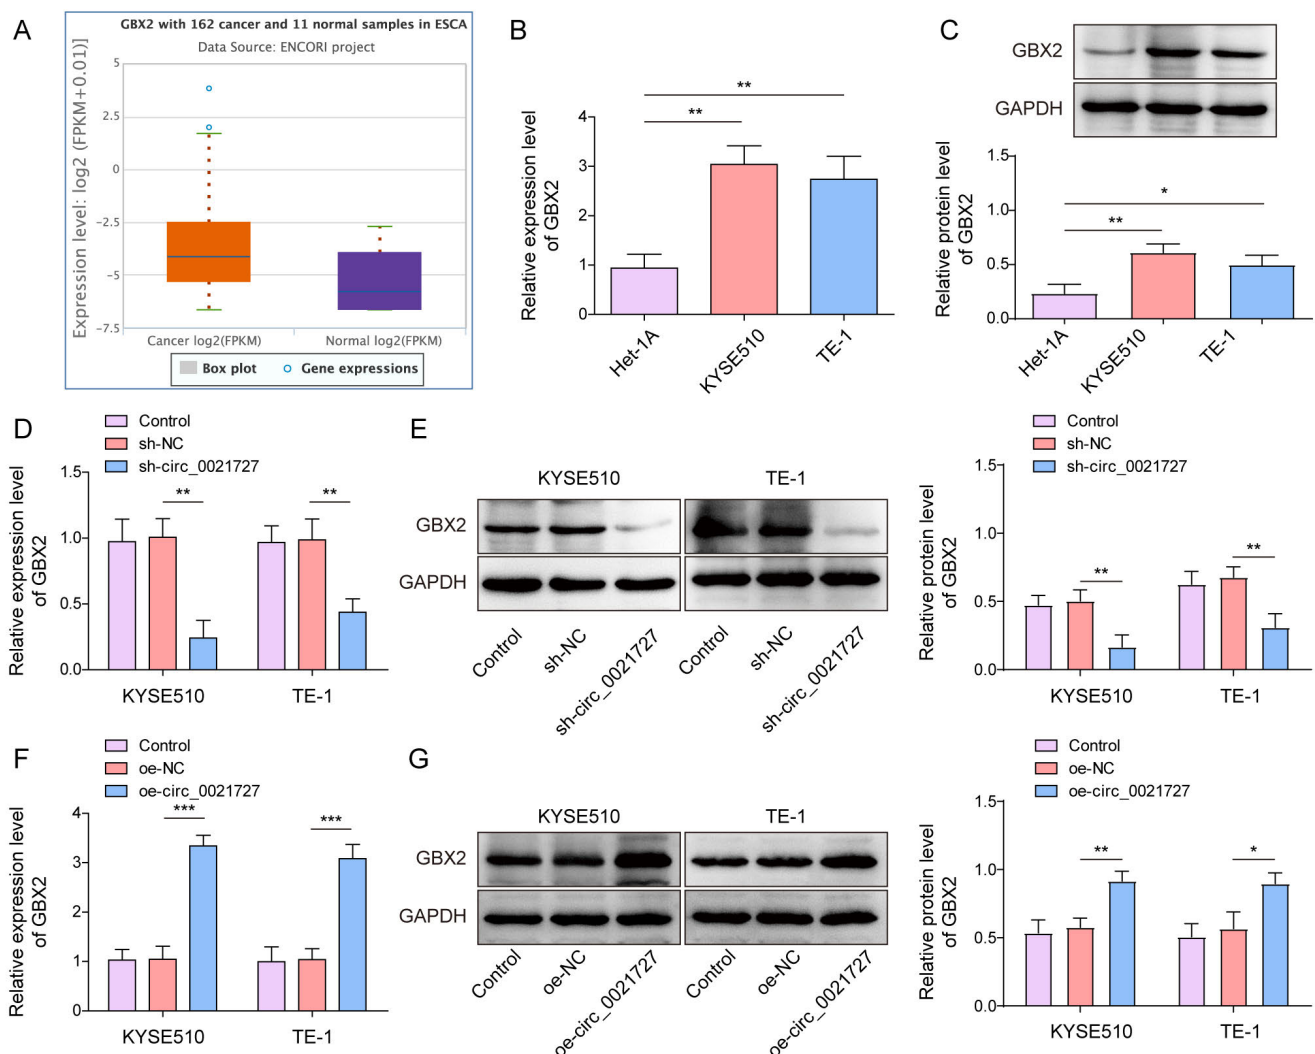 A
GBX2 with 162 cancer and 11 normal samples in ESCA
Data Source: ENCORI project
Expression level: log2 (FPKM+0.01)]
5
2.5
0
−2.5
−5
−7.5
Cancer log2(FPKM)
Normal log2(FPKM)
Box plot
Gene expressions
B
Relative expression level
of GBX2
4
3
2
1
0
**
**
Het-1A
KYSE510
TE-1
C
GBX2
GAPDH
Relative protein level
of GBX2
1.5
1.0
0.5
0.0
*
**
Het-1A
KYSE510
TE-1
D
Control
sh-NC
sh-circ_0021727
Relative expression level
of GBX2
1.5
1.0
0.5
0.0
**
**
KYSE510
TE-1
E
KYSE510
TE-1
GBX2
GAPDH
Control
sh-NC
sh-circ_0021727
Control
sh-NC
sh-circ_0021727
Control
sh-NC
sh-circ_0021727
Relative protein level
of GBX2
1.5
1.0
0.5
0.0
**
**
KYSE510
TE-1
F
Control
oe-NC
oe-circ_0021727
Relative expression level
of GBX2
4
3
2
1
0
***
***
KYSE510
TE-1
G
KYSE510
TE-1
GBX2
GAPDH
Control
oe-NC
oe-circ_0021727
Control
oe-NC
oe-circ_0021727
Control
oe-NC
oe-circ_0021727
Relative protein level
of GBX2
1.5
1.0
0.5
0.0
**
*
KYSE510
TE-1